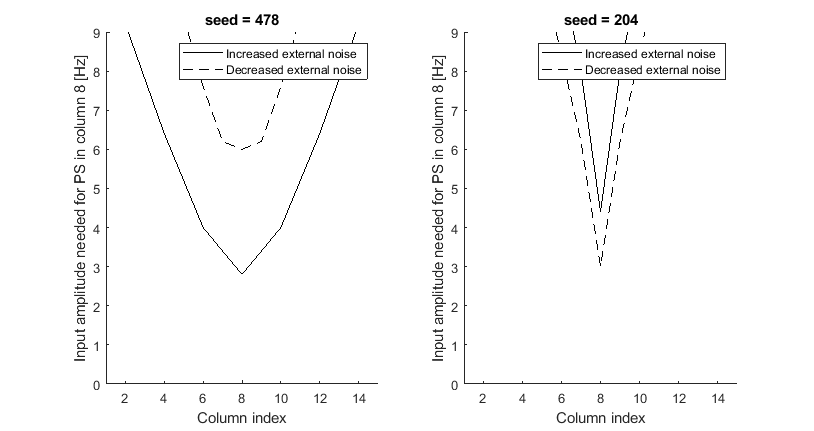 seed = 478
Increased external noise
Decreased external noise
Input amplitude needed for PS in column 8 [Hz]
9
8
7
6
5
4
3
2
1
0
2 4 6 8 10 12 14
Column index
seed = 204
Increased external noise
Decreased external noise
Input amplitude needed for PS in column 8 [Hz]
9
8
7
6
5
4
3
2
1
0
2 4 6 8 10 12 14
Column index